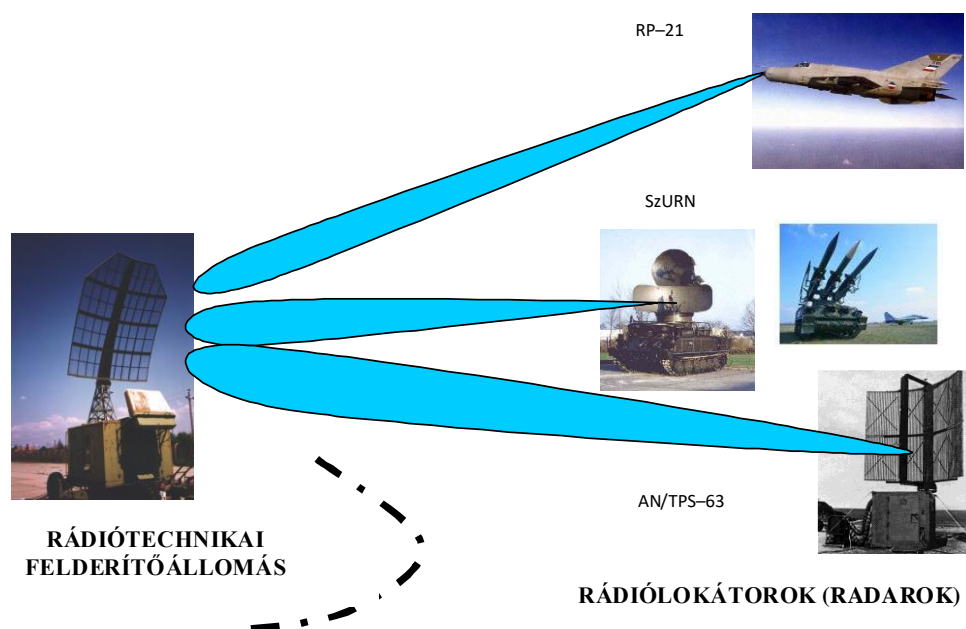 RP–21
SzURN
AN/TPS–63
RÁDIÓTECHNIKAI
FELDERÍTŐÁLLOMÁS
RÁDIÓLOKÁTOROK (RADAROK)